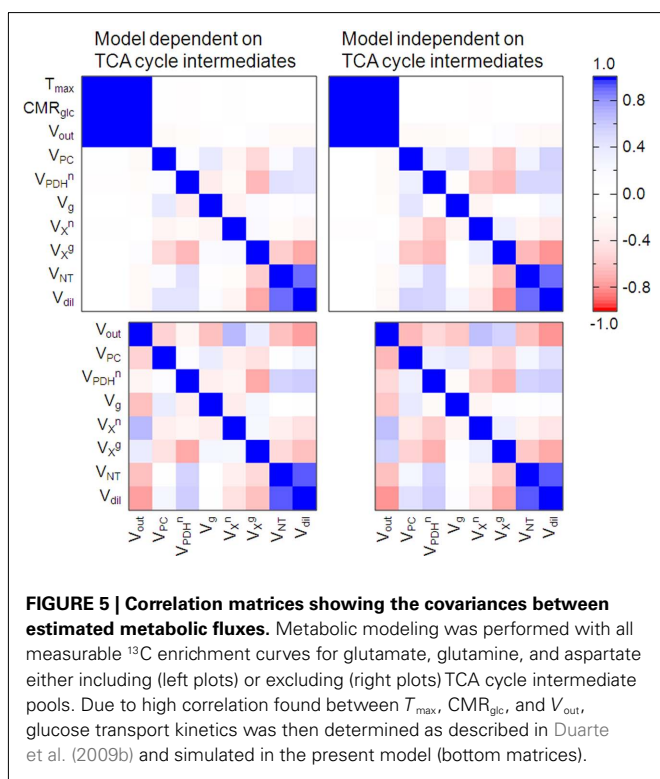 Model dependent on
TCA cycle intermediates
Model independent on
TCA cycle intermediates
1.0
0.8
0.4
0.0
-0.4
-0.8
-1.0
Tmax
CMRglc
Vout
VPC
VPDHⁿ
Vg
VXⁿ
VXᵍ
VNT
Vdil
Vout
VPC
VPDHⁿ
Vg
VXⁿ
VXᵍ
VNT
Vdil
Vout
VPC
VPDHⁿ
Vg
VXⁿ
VXᵍ
VNT
Vdil
Vout
VPC
VPDHⁿ
Vg
VXⁿ
VXᵍ
VNT
Vdil
FIGURE 5 | Correlation matrices showing the covariances between
estimated metabolic fluxes. Metabolic modeling was performed with all
measurable ¹³C enrichment curves for glutamate, glutamine, and aspartate
either including (left plots) or excluding (right plots) TCA cycle intermediate
pools. Due to high correlation found between Tmax, CMRglc, and Vout,
glucose transport kinetics was then determined as described in Duarte
et al. (2009b) and simulated in the present model (bottom matrices).